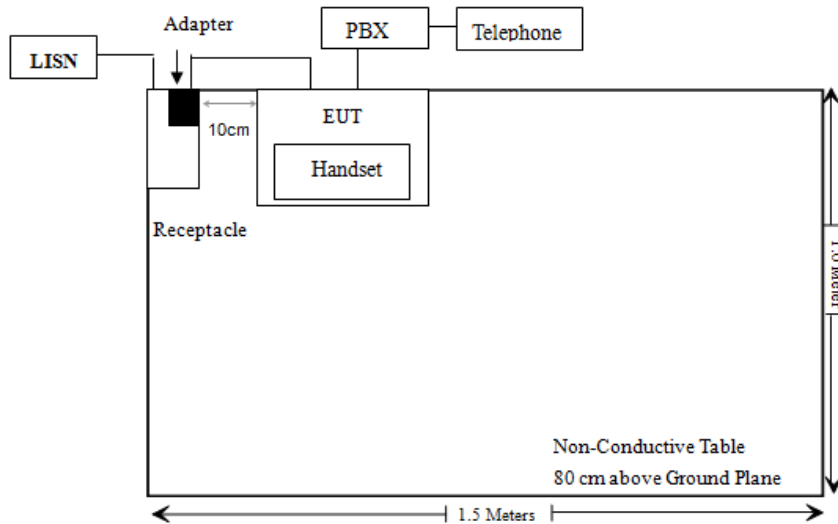 Adapter
PBX
Telephone
LISN
10cm
EUT
Handset
Receptacle
Meter
Non-Conductive Table
80 cm above Ground Plane
1.5 Meters